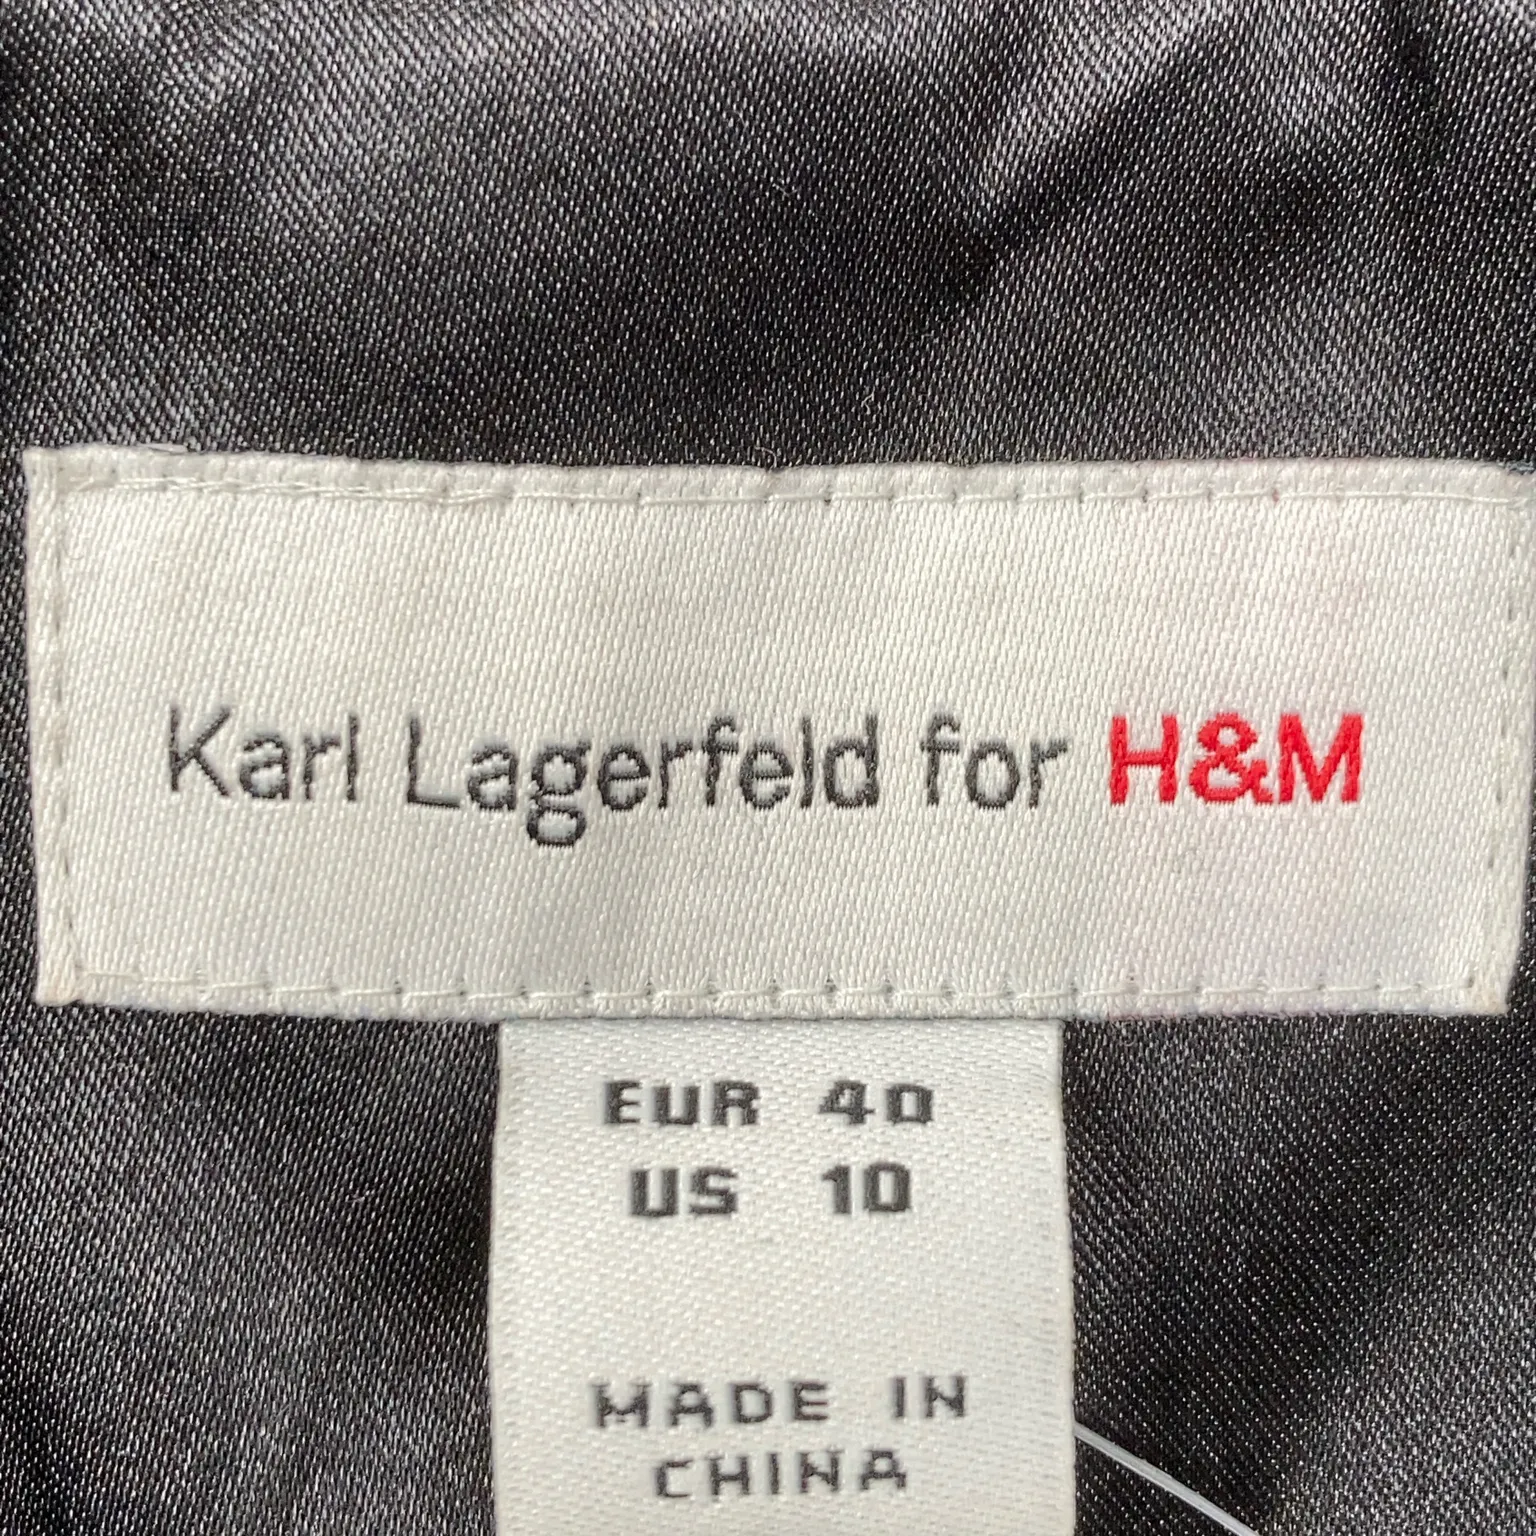 Karl Lagerfeld for H&M
EUR 40
US 10
MADE IN
CHINA